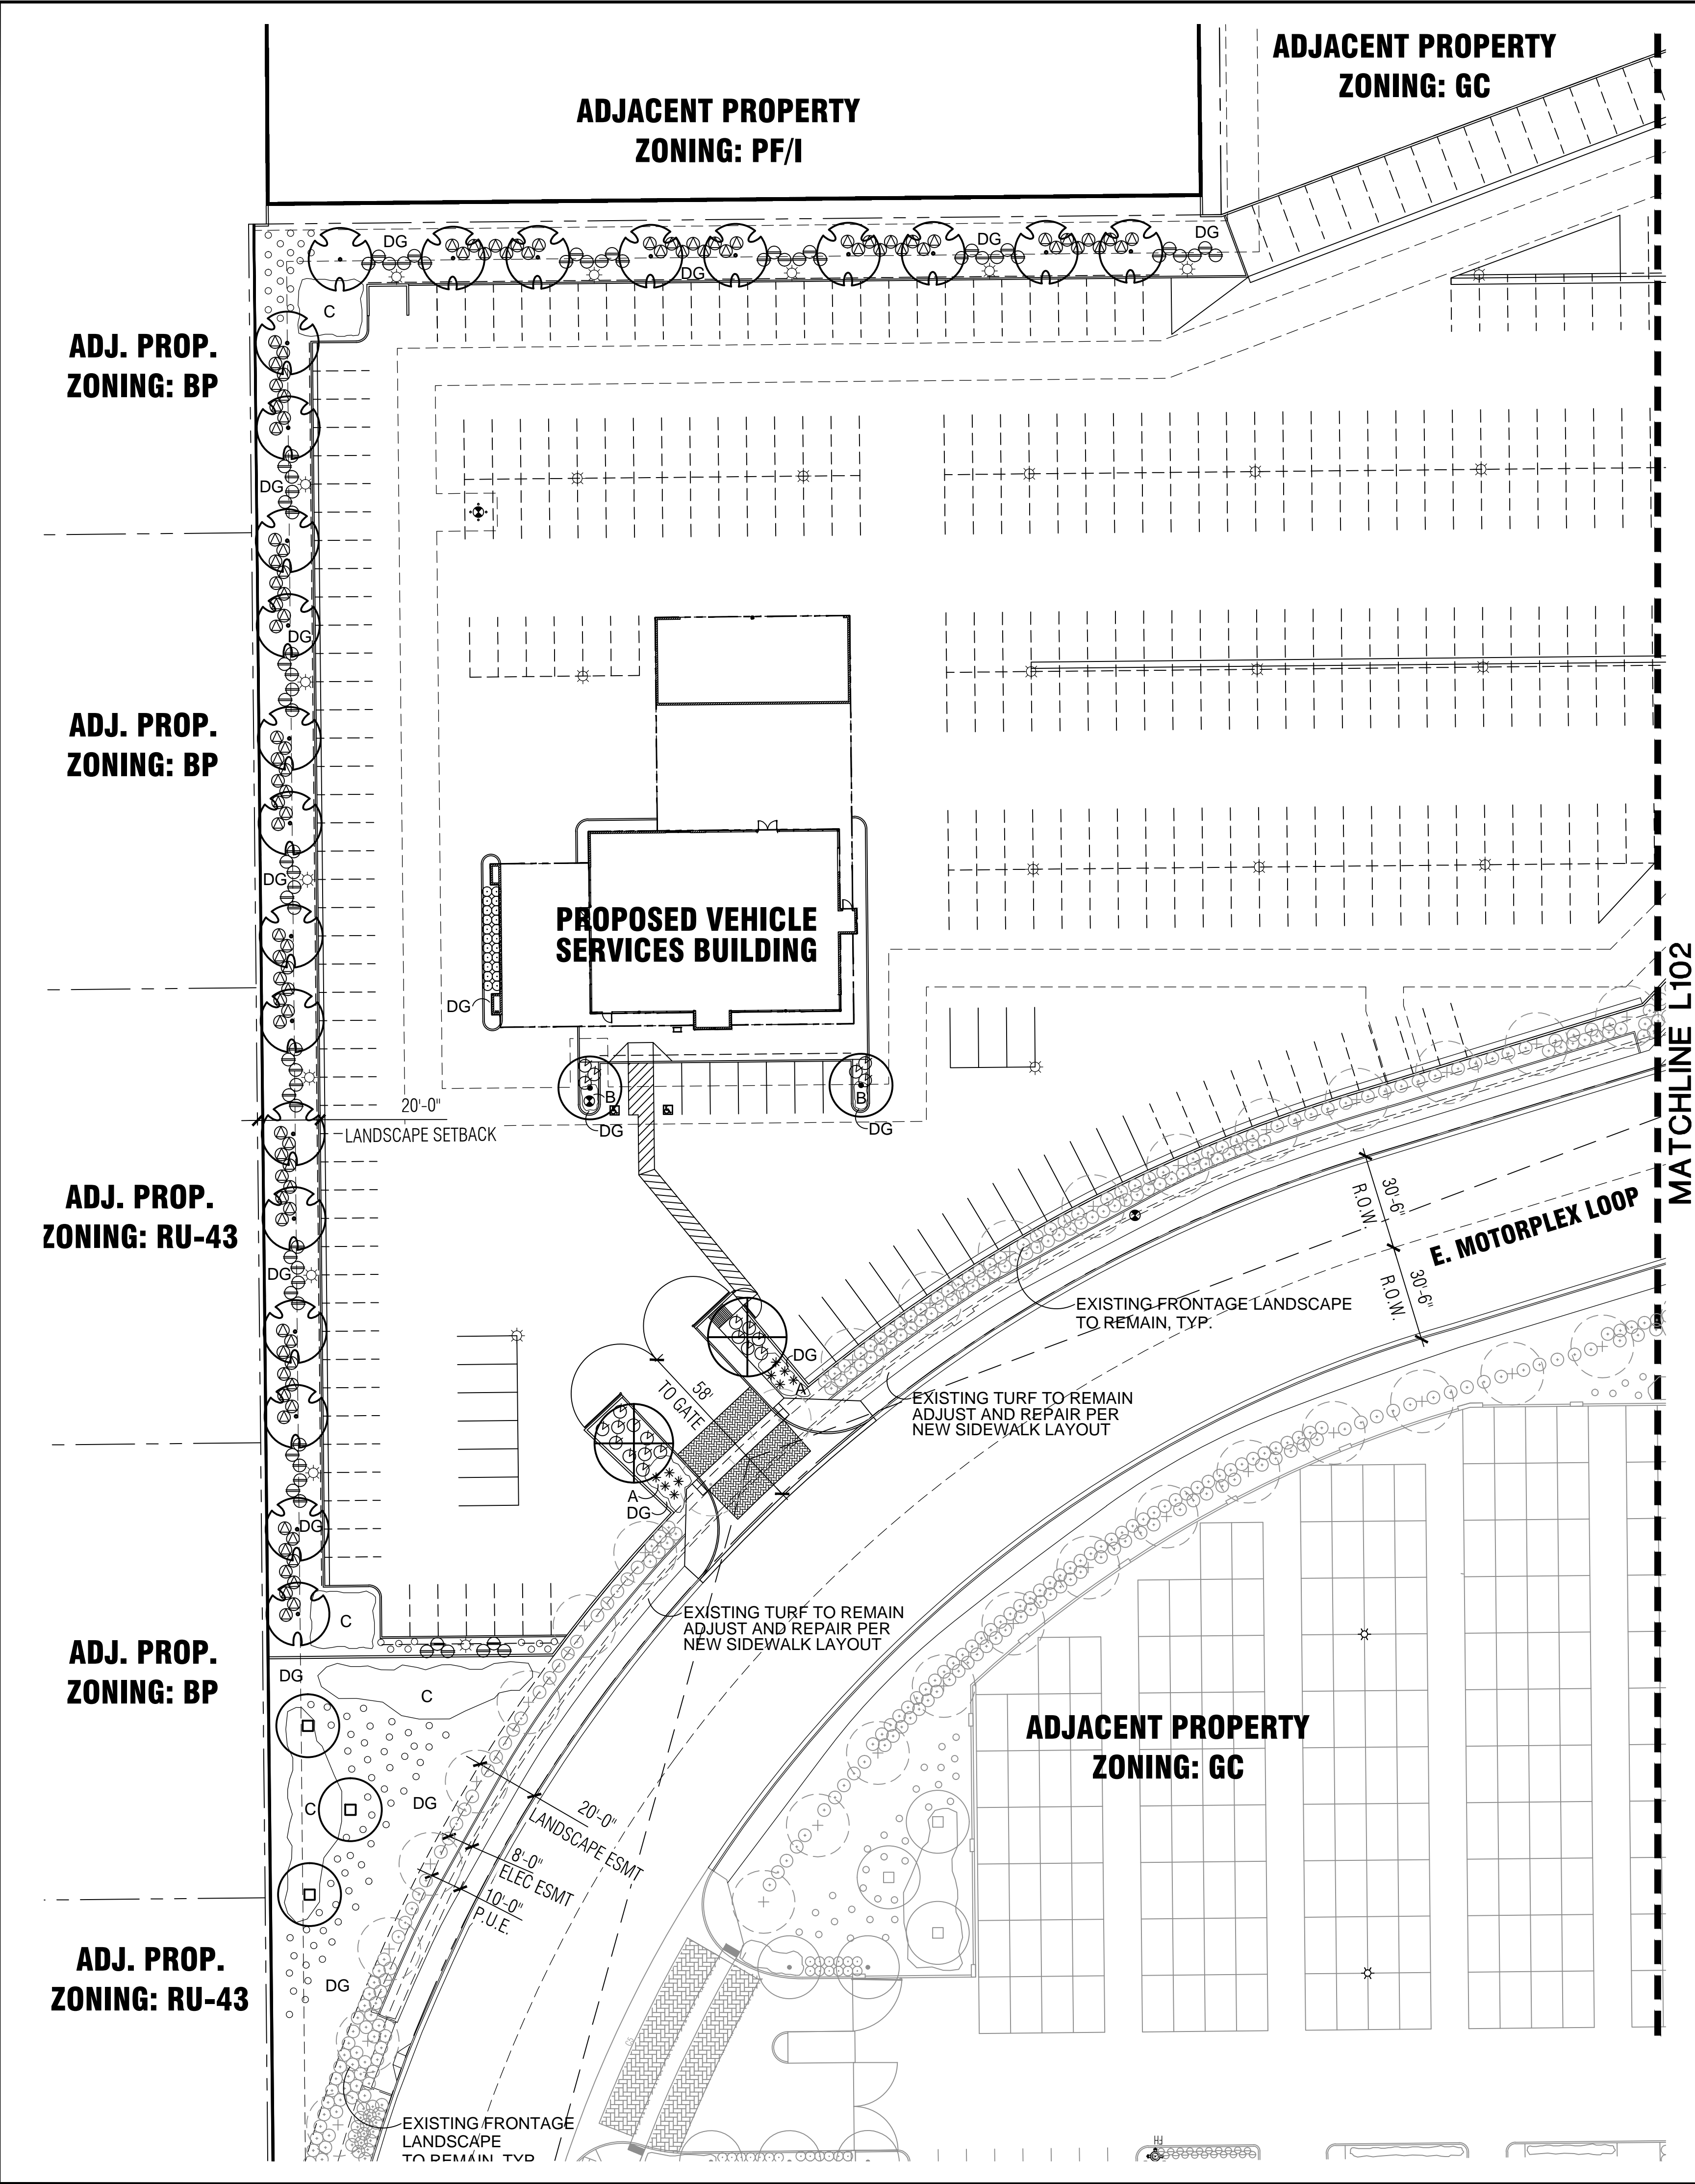 ADJACENT PROPERTY
ZONING: GC
ADJACENT PROPERTY
ZONING: PF/I
DG
DG
DG
DG
C
ADJ. PROP.
ZONING: BP
DG
DG
ADJ. PROP.
ZONING: BP
DG
PROPOSED VEHICLE
SERVICES BUILDING
DG
MATCHLINE L102
20'-0"
LANDSCAPE SETBACK
B
DG
B
DG
ADJ. PROP.
ZONING: RU-43
DG
30'-6"
R.O.W.
30'-6"
R.O.W.
E. MOTORPLEX LOOP
EXISTING FRONTAGE LANDSCAPE
TO REMAIN, TYP.
DG
A
58'
TO GATE
EXISTING TURF TO REMAIN
ADJUST AND REPAIR PER
NEW SIDEWALK LAYOUT
A
DG
DG
C
EXISTING TURF TO REMAIN
ADJUST AND REPAIR PER
NEW SIDEWALK LAYOUT
ADJ. PROP.
ZONING: BP
DG
C
ADJACENT PROPERTY
ZONING: GC
C
DG
20'-0"
LANDSCAPE ESMT
8'-0"
ELEC ESMT
10'-0"
P.U.E.
ADJ. PROP.
ZONING: RU-43
DG
EXISTING FRONTAGE
LANDSCAPE
TO REMAIN, TYP.